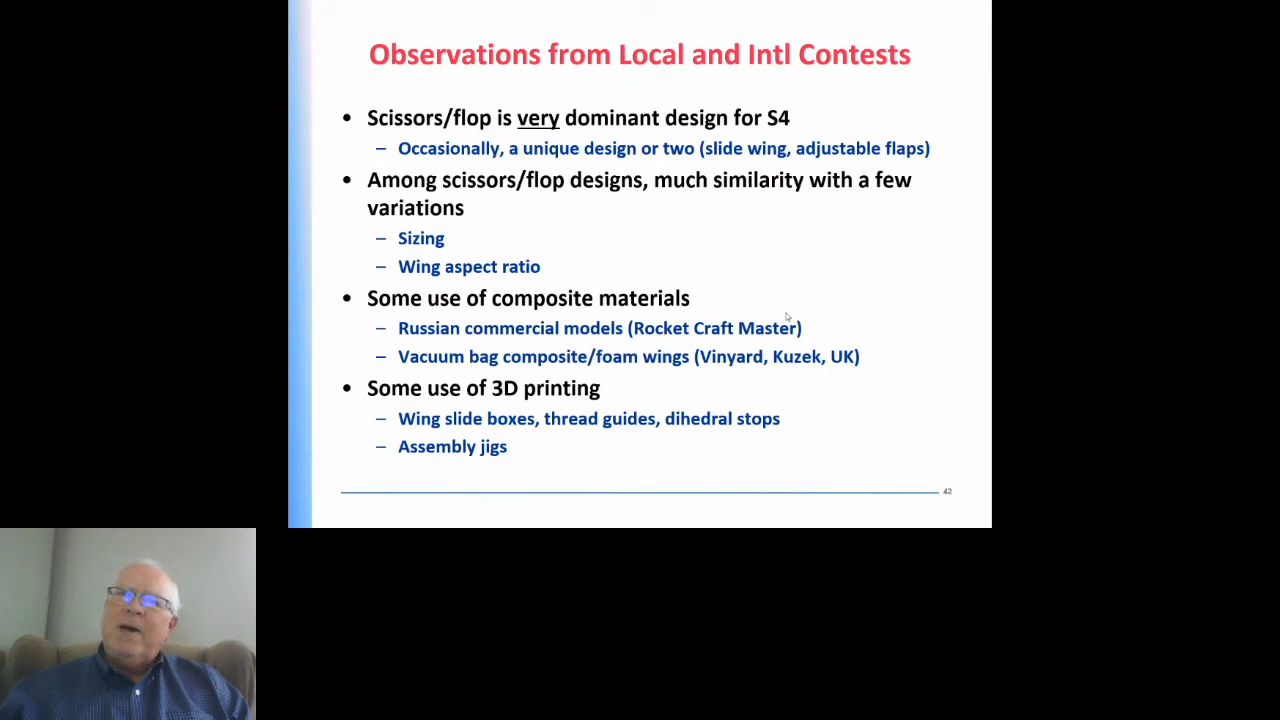 Observations from Local and Intl Contests
• Scissors/flop is very dominant design for S4
– Occasionally, a unique design or two (slide wing, adjustable flaps)
• Among scissors/flop designs, much similarity with a few
variations
– Sizing
– Wing aspect ratio
• Some use of composite materials
– Russian commercial models (Rocket Craft Master)
– Vacuum bag composite/foam wings (Vinyard, Kuzek, UK)
• Some use of 3D printing
– Wing slide boxes, thread guides, dihedral stops
– Assembly jigs
42